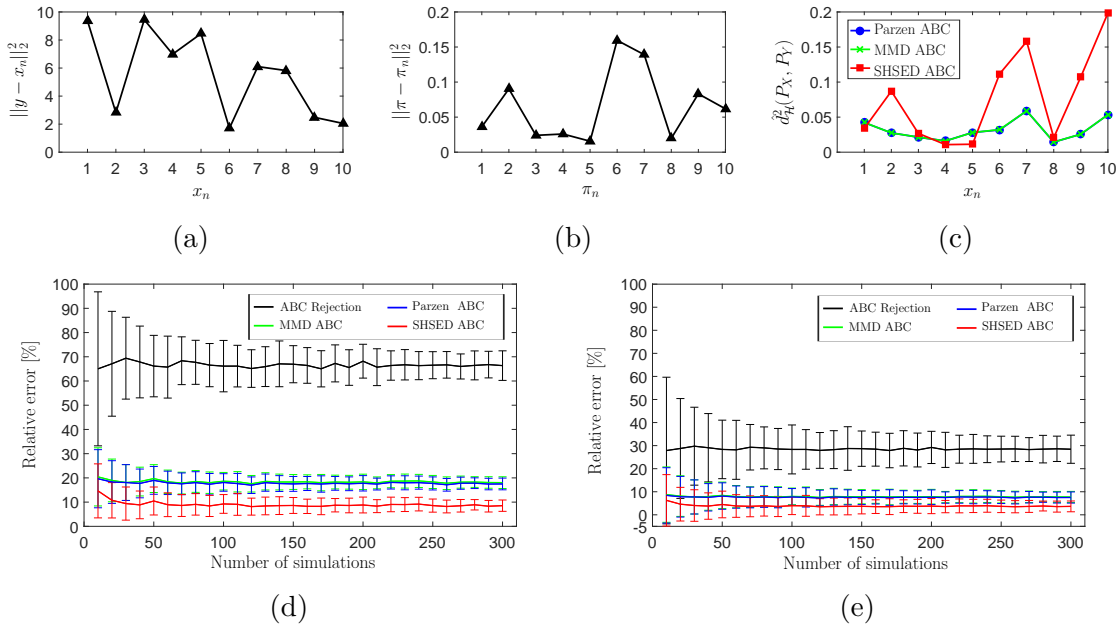 ||y − x_n||_2^2
10
8
6
4
2
0
1 2 3 4 5 6 7 8 9 10
x_n
(a)
||π − π_n||_2^2
0.2
0.15
0.1
0.05
0
1 2 3 4 5 6 7 8 9 10
π_n
(b)
d̃_H^2(P_X, P_Y)
0.2
0.15
0.1
0.05
0
Parzen ABC
MMD ABC
SHSED ABC
1 2 3 4 5 6 7 8 9 10
x_n
(c)
Relative error [%]
100
90
80
70
60
50
40
30
20
10
0
ABC Rejection
Parzen ABC
MMD ABC
SHSED ABC
0 50 100 150 200 250 300
Number of simulations
(d)
Relative error [%]
100
90
80
70
60
50
40
30
20
10
0
-5
ABC Rejection
Parzen ABC
MMD ABC
SHSED ABC
0 50 100 150 200 250 300
Number of simulations
(e)